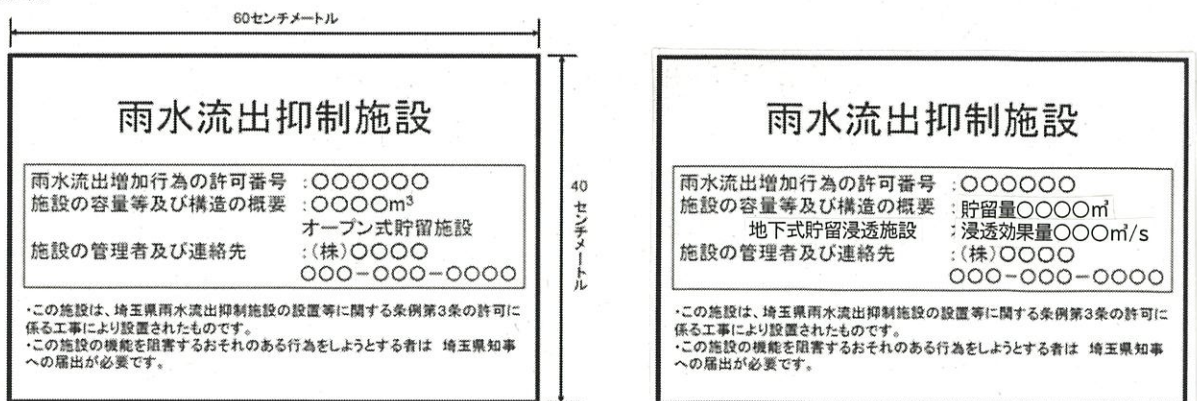 60センチメートル
雨水流出抑制施設
雨水流出増加行為の許可番号 :〇〇〇〇〇〇
施設の容量等及び構造の概要 :〇〇〇〇m³
オープン式貯留施設
施設の管理者及び連絡先 :(株)〇〇〇〇
〇〇〇-〇〇〇-〇〇〇〇
・この施設は、埼玉県雨水流出抑制施設の設置等に関する条例第3条の許可に
係る工事により設置されたものです。
・この施設の機能を阻害するおそれのある行為をしようとする者は 埼玉県知事
への届出が必要です。
40センチメートル
雨水流出抑制施設
雨水流出増加行為の許可番号 :〇〇〇〇〇〇
施設の容量等及び構造の概要 :貯留量〇〇〇〇㎥
地下式貯留浸透施設 :浸透効果量〇〇〇㎥/s
施設の管理者及び連絡先 :(株)〇〇〇〇
〇〇〇-〇〇〇-〇〇〇〇
・この施設は、埼玉県雨水流出抑制施設の設置等に関する条例第3条の許可に
係る工事により設置されたものです。
・この施設の機能を阻害するおそれのある行為をしようとする者は 埼玉県知事
への届出が必要です。